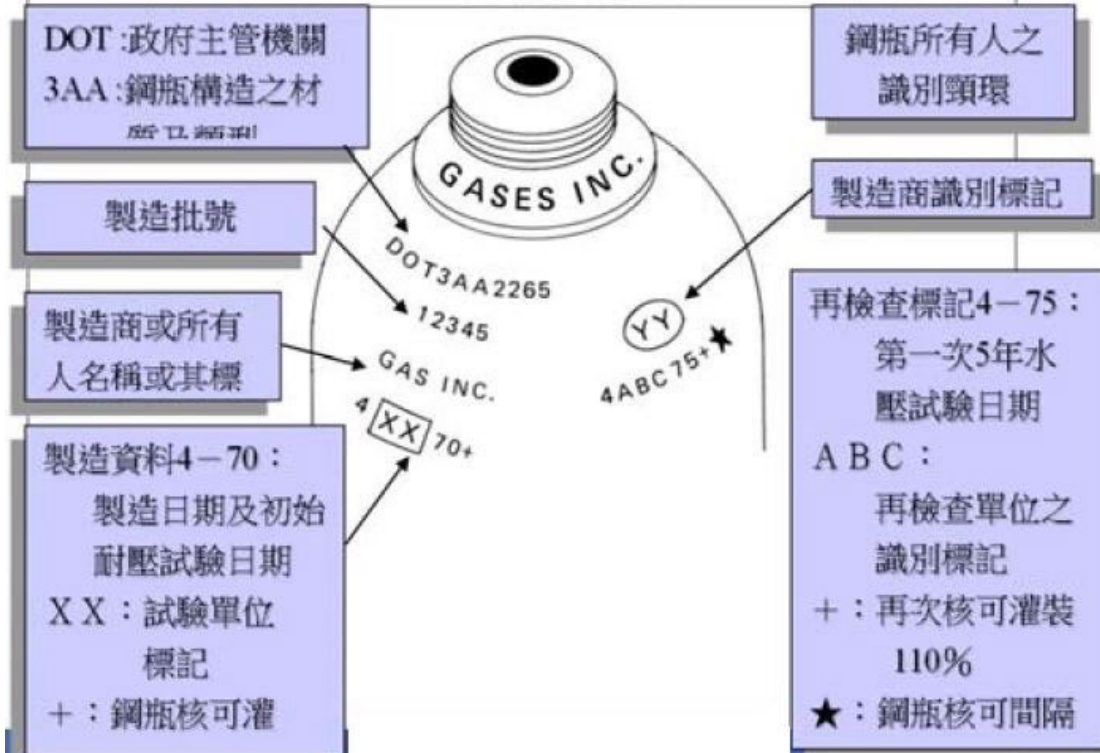 DOT:政府主管機關
3AA:鋼瓶構造之材
質及類型
製造批號
製造商或所有
人名稱或其標
製造資料4－70：
製造日期及初始
耐壓試驗日期
ＸＸ：試驗單位
標記
＋：鋼瓶核可灌
GASES INC.
DOT3AA2265
12345
GAS INC.
4 XX 70+
YY
4ABC75+★
鋼瓶所有人之
識別頸環
製造商識別標記
再檢查標記4－75：
第一次5年水
壓試驗日期
ＡＢＣ：
再檢查單位之
識別標記
＋：再次核可灌裝
110%
★：鋼瓶核可間隔